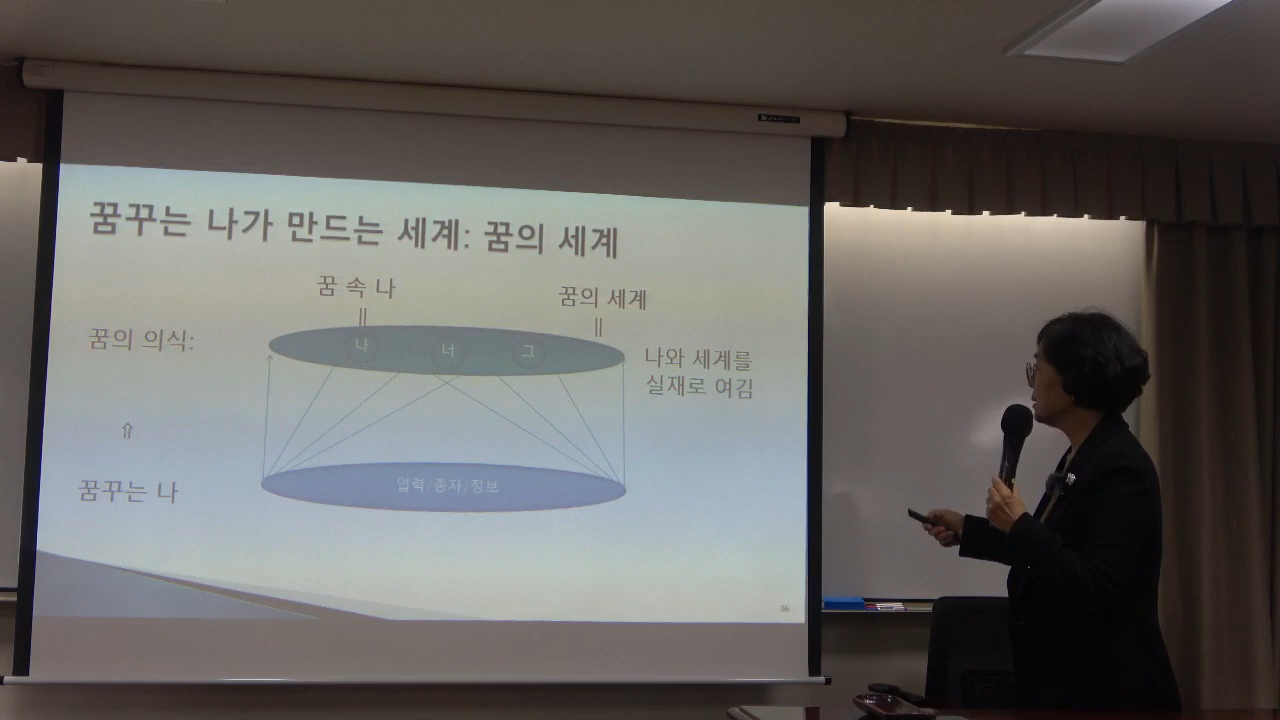 꿈꾸는 나가 만드는 세계: 꿈의 세계
꿈 속 나
꿈의 세계
꿈의 의식:
나
너
그
나와 세계를
실재로 여김
꿈꾸는 나
업력/종자/정보
36